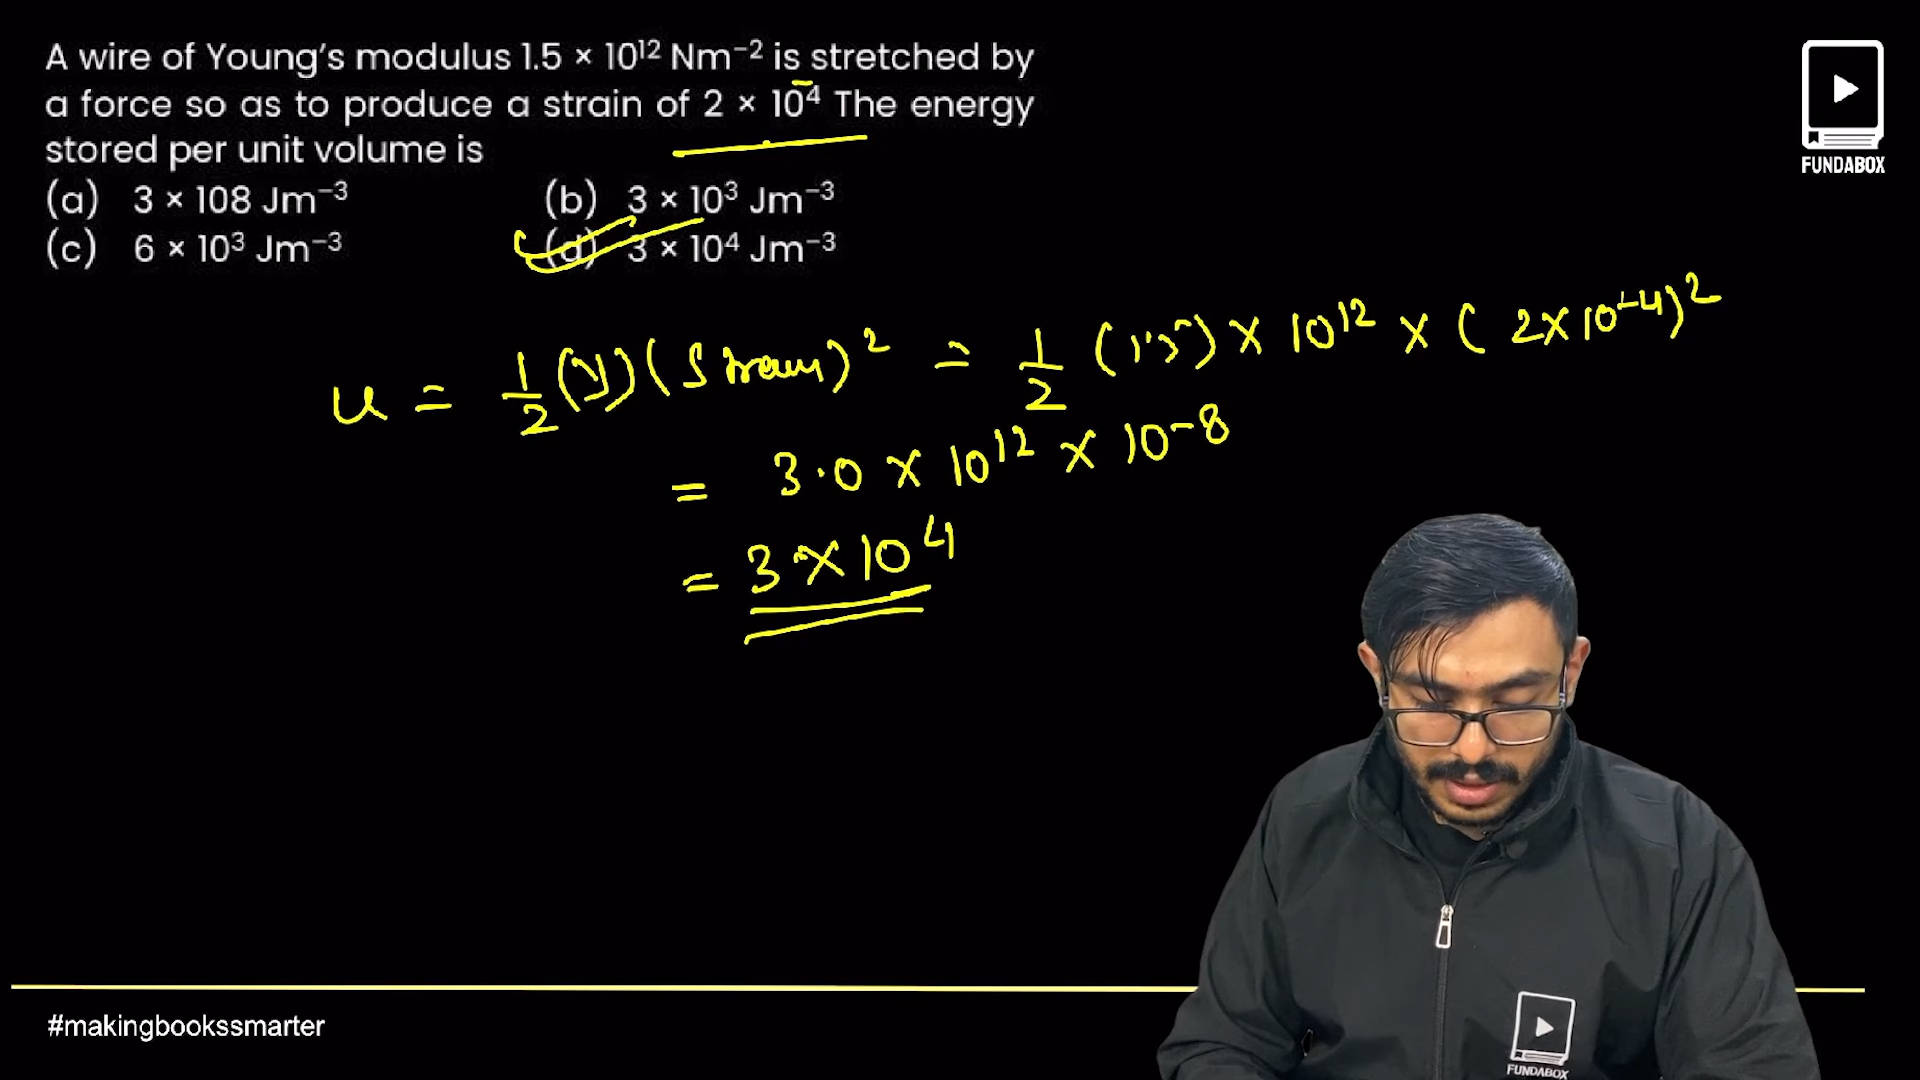 A wire of Young's modulus 1.5 × 10¹² Nm⁻² is stretched by
a force so as to produce a strain of 2 × 10⁻⁴ The energy
stored per unit volume is
(a) 3 × 108 Jm⁻³ (b) 3 × 10³ Jm⁻³
(c) 6 × 10³ Jm⁻³ (d) 3 × 10⁴ Jm⁻³
FUNDABOX
u = 1/2 (Y) (Strain)² = 1/2 (1.5) × 10¹² × (2×10⁻⁴)²
= 3.0 × 10¹² × 10⁻⁸
= 3 × 10⁴
#makingbookssmarter
FUNDABOX